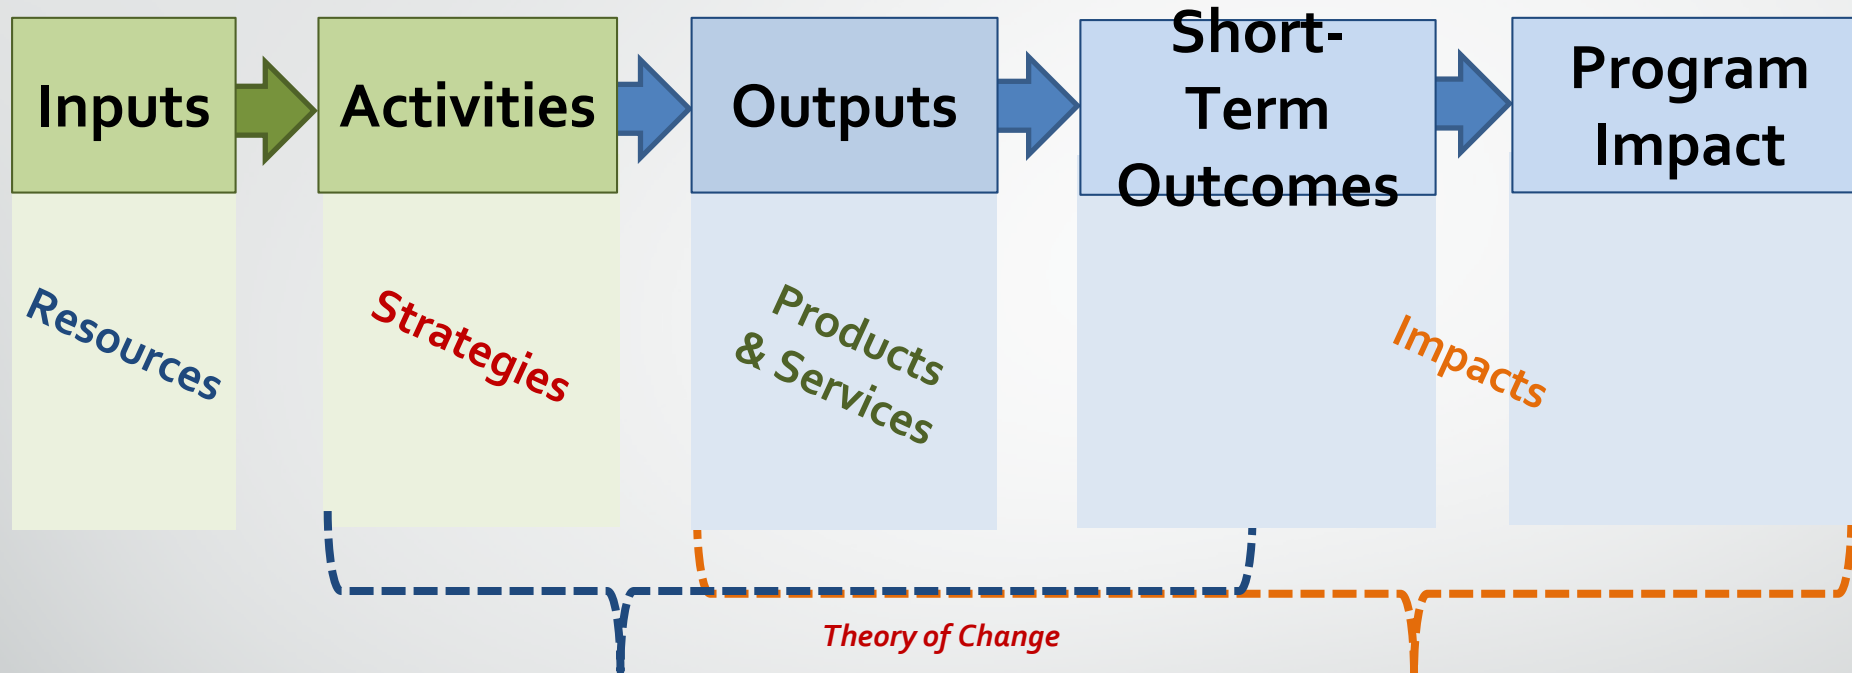 Inputs
Activities
Outputs
Short-
Term
Outcomes
Program
Impact
Resources
Strategies
Products
& Services
Impacts
Theory of Change